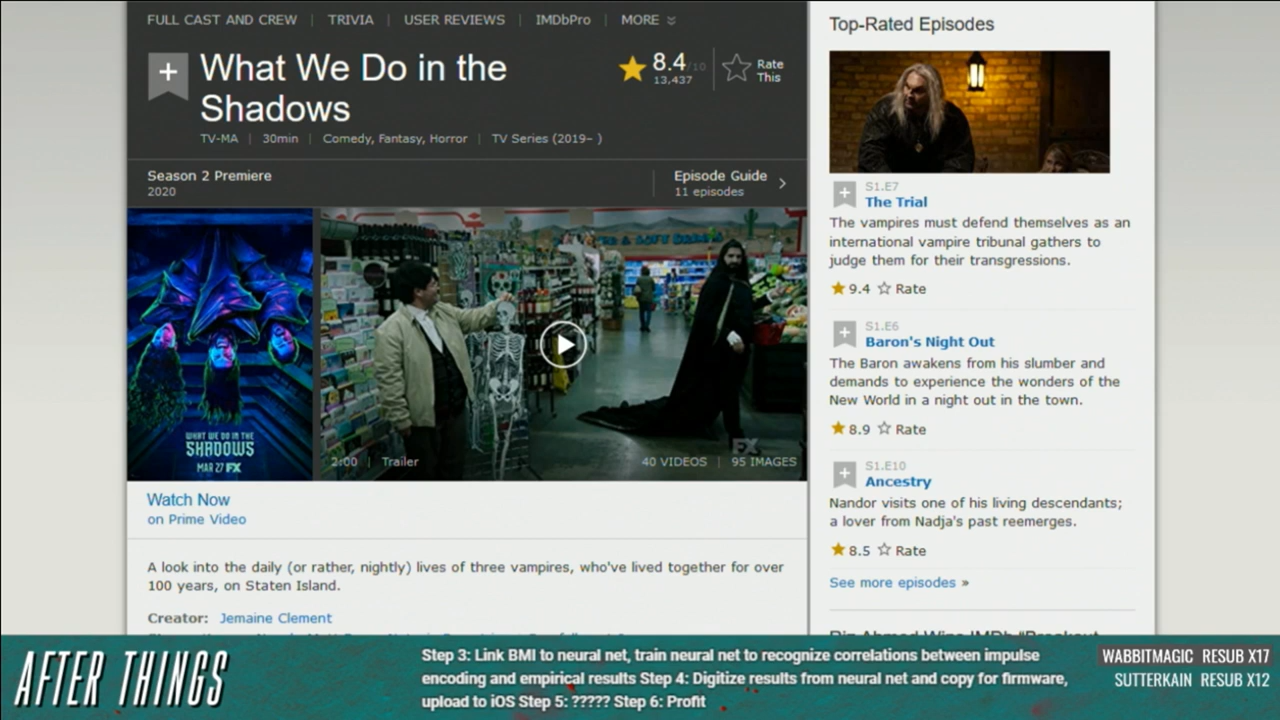 FULL CAST AND CREW | TRIVIA | USER REVIEWS | IMDbPro | MORE
What We Do in the
Shadows
8.4/10
13,437
Rate
This
TV-MA | 30min | Comedy, Fantasy, Horror | TV Series (2019– )
Season 2 Premiere
2020
Episode Guide
11 episodes
WHAT WE DO IN THE
SHADOWS
MAR 27 FX
FX
2:00 | Trailer
40 VIDEOS | 95 IMAGES
Watch Now
on Prime Video
A look into the daily (or rather, nightly) lives of three vampires, who've lived together for over
100 years, on Staten Island.
Creator: Jemaine Clement
Top-Rated Episodes
S1.E7
The Trial
The vampires must defend themselves as an
international vampire tribunal gathers to
judge them for their transgressions.
9.4 Rate
S1.E6
Baron's Night Out
The Baron awakens from his slumber and
demands to experience the wonders of the
New World in a night out in the town.
8.9 Rate
S1.E10
Ancestry
Nandor visits one of his living descendants;
a lover from Nadja's past reemerges.
8.5 Rate
See more episodes »
AFTER THINGS
Step 3: Link BMI to neural net, train neural net to recognize correlations between impulse
encoding and empirical results Step 4: Digitize results from neural net and copy for firmware,
upload to iOS Step 5: ????? Step 6: Profit
WABBITMAGIC RESUB X17
SUTTERKAIN RESUB X12